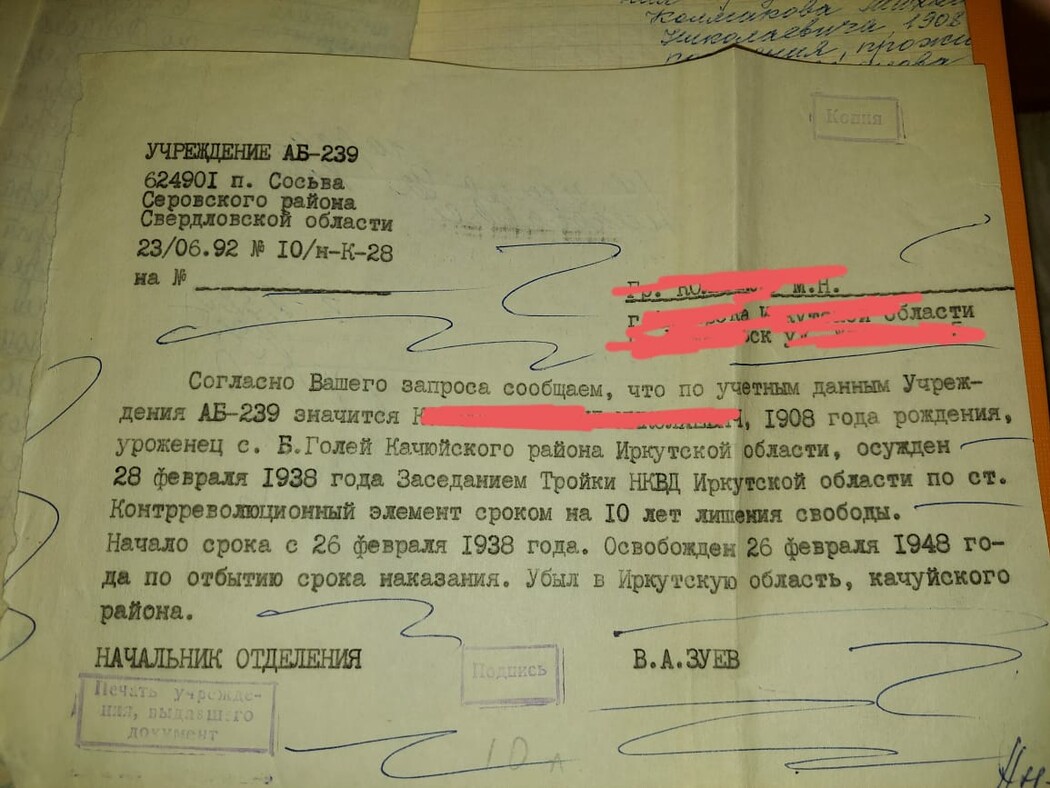 Николаевича, 1908
Копия
УЧРЕЖДЕНИЕ АБ-239
624901 п. Сосьва
Серовского района
Свердловской области
23/06.92 № 10/н-К-28
на №
М.Н.
области
Согласно Вашего запроса сообщаем, что по учетным данным Учреж-
дения АБ-239 значится 1908 года рождения,
уроженец с. Б.Голей Качюйского района Иркутской области, осужден
28 февраля 1938 года Заседанием Тройки НКВД Иркутской области по ст.
Контрреволюционный элемент сроком на 10 лет лишения свободы.
Начало срока с 26 февраля 1938 года. Освобожден 26 февраля 1948 го-
да по отбытию срока наказания. Убыл в Иркутскую область, качуйского
района.
НАЧАЛЬНИК ОТДЕЛЕНИЯ Подпись В.А.ЗУЕВ
Печать учрежде-
ния, выдавшего
документ